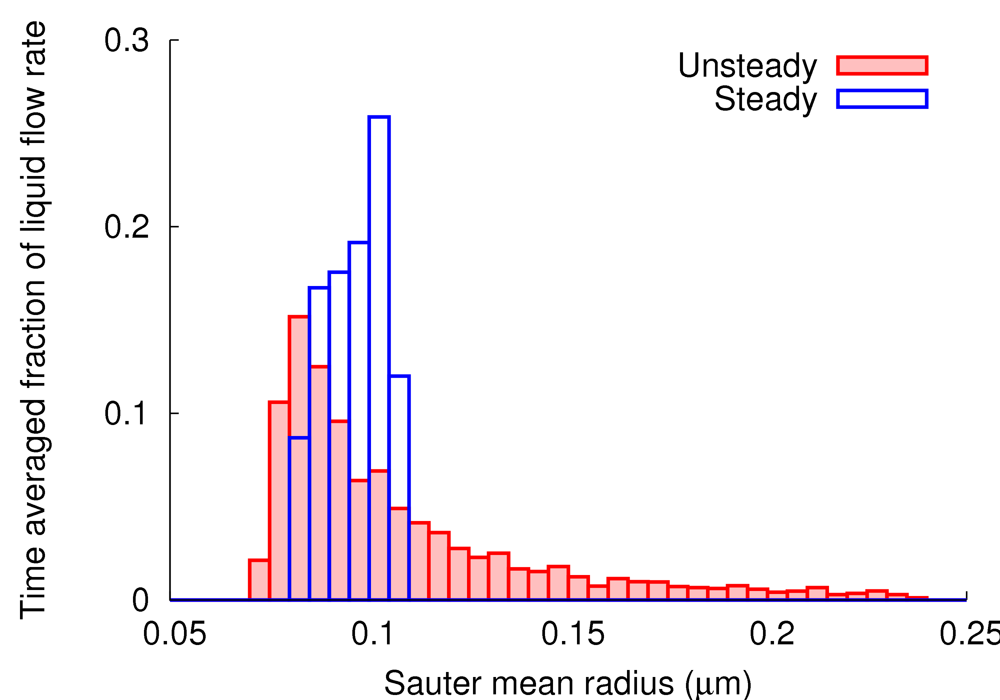 Time averaged fraction of liquid flow rate
0.3
0.2
0.1
0
Unsteady
Steady
0.05 0.1 0.15 0.2 0.25
Sauter mean radius (μm)